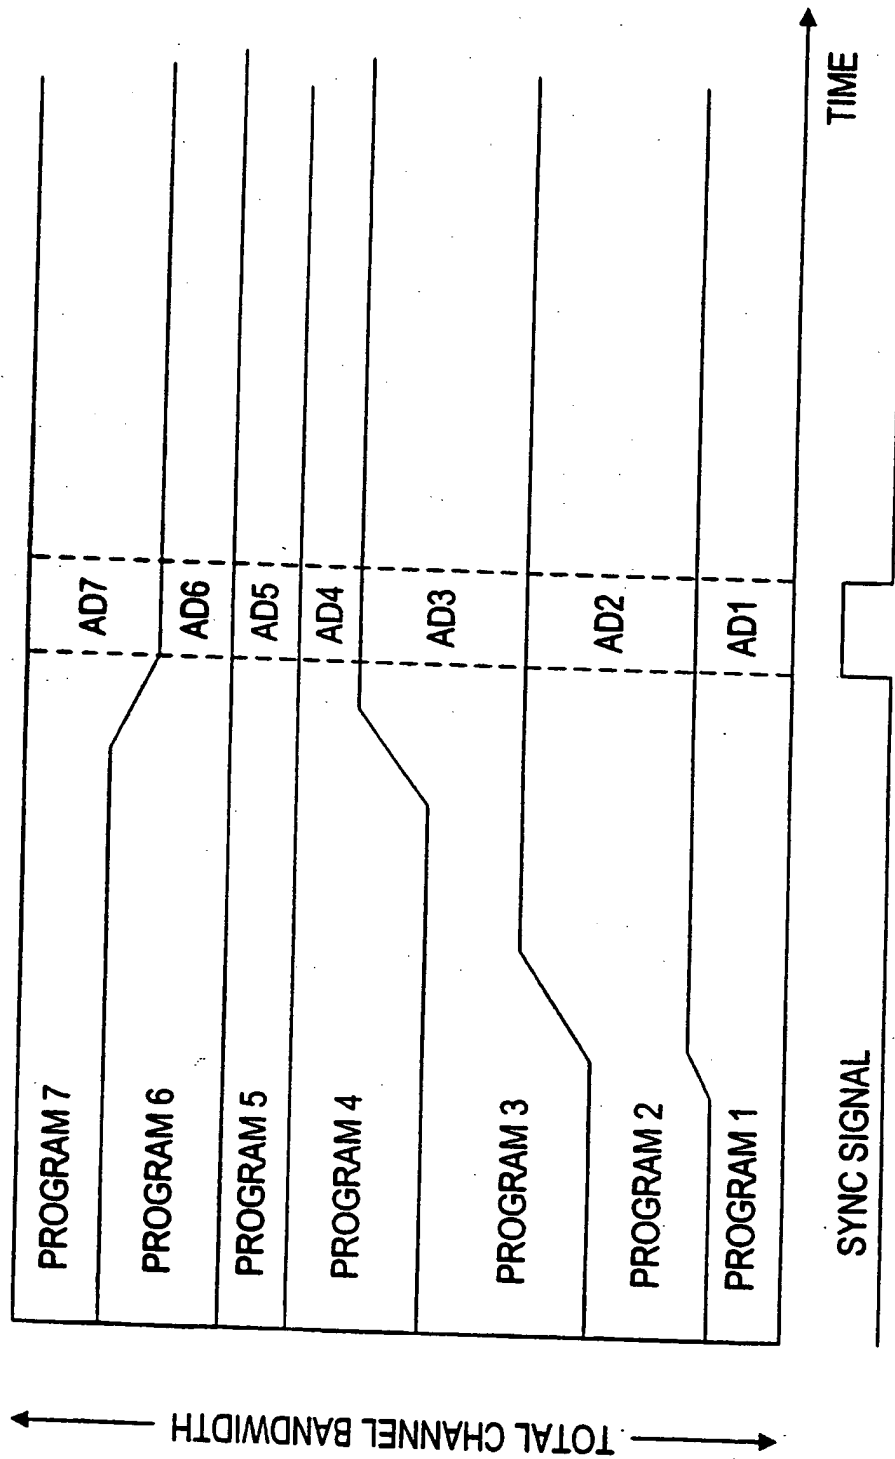 TOTAL CHANNEL BANDWIDTH
PROGRAM 7
PROGRAM 6
PROGRAM 5
PROGRAM 4
PROGRAM 3
PROGRAM 2
PROGRAM 1
AD7
AD6
AD5
AD4
AD3
AD2
AD1
SYNC SIGNAL
TIME